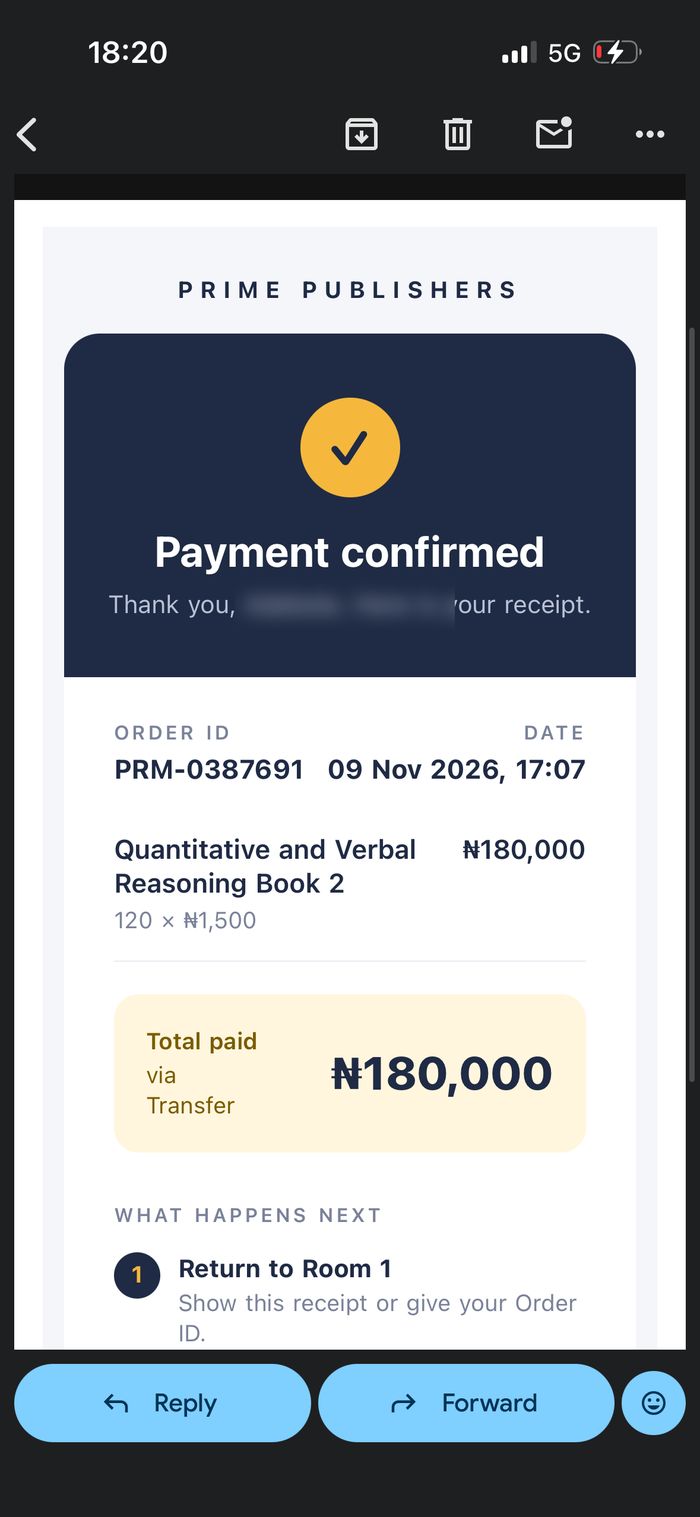 18:20
5G
PRIME PUBLISHERS
Payment confirmed
Thank you, your receipt.
ORDER ID
DATE
PRM-0387691
09 Nov 2026, 17:07
Quantitative and Verbal
₦180,000
Reasoning Book 2
120 × ₦1,500
Total paid
via
Transfer
₦180,000
WHAT HAPPENS NEXT
1
Return to Room 1
Show this receipt or give your Order
ID.
Reply
Forward